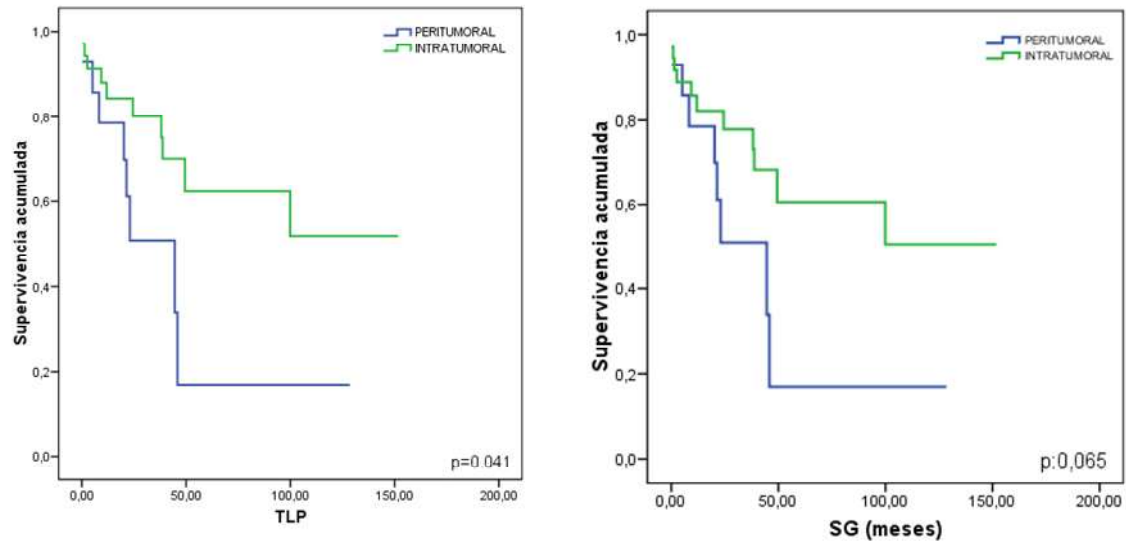 1,0
0,8
0,6
0,4
0,2
0,0
Supervivencia acumulada
PERITUMORAL
INTRATUMORAL
p=0.041
0,00 50,00 100,00 150,00 200,00
TLP
1,0
0,8
0,6
0,4
0,2
0,0
Supervivencia acumulada
PERITUMORAL
INTRATUMORAL
p:0,065
0,00 50,00 100,00 150,00 200,00
SG (meses)